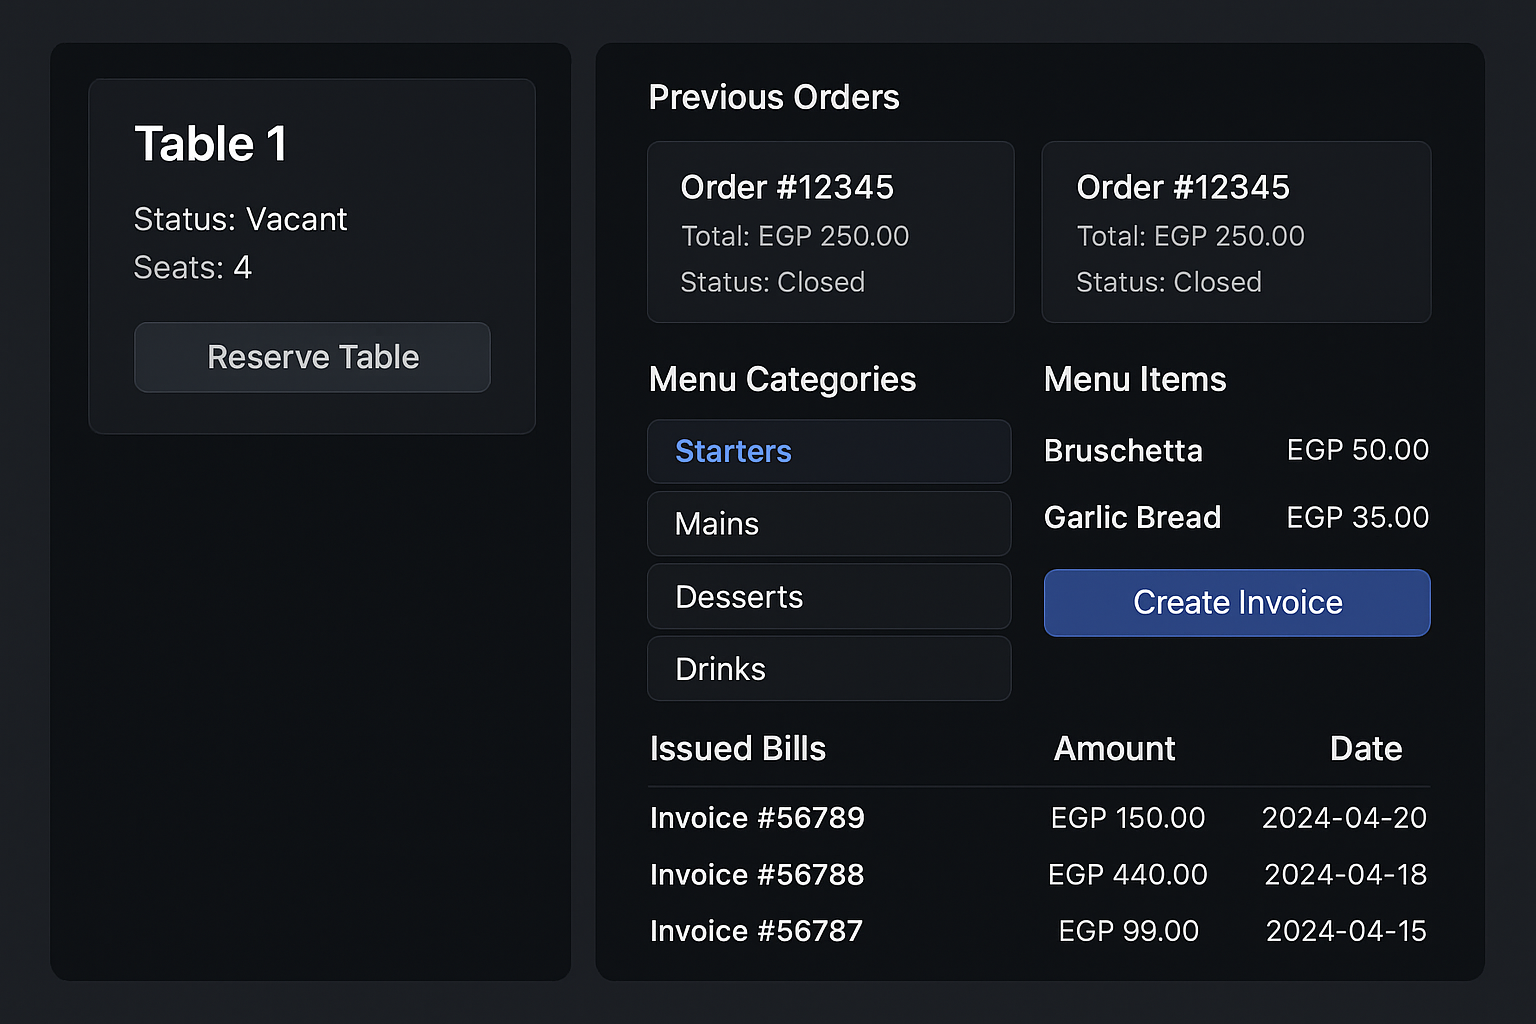 Table 1
Status: Vacant
Seats: 4
Reserve Table
Previous Orders
Order #12345
Total: EGP 250.00
Status: Closed
Order #12345
Total: EGP 250.00
Status: Closed
Menu Categories
Starters
Mains
Desserts
Drinks
Menu Items
Bruschetta EGP 50.00
Garlic Bread EGP 35.00
Create Invoice
Issued Bills Amount Date
Invoice #56789 EGP 150.00 2024-04-20
Invoice #56788 EGP 440.00 2024-04-18
Invoice #56787 EGP 99.00 2024-04-15